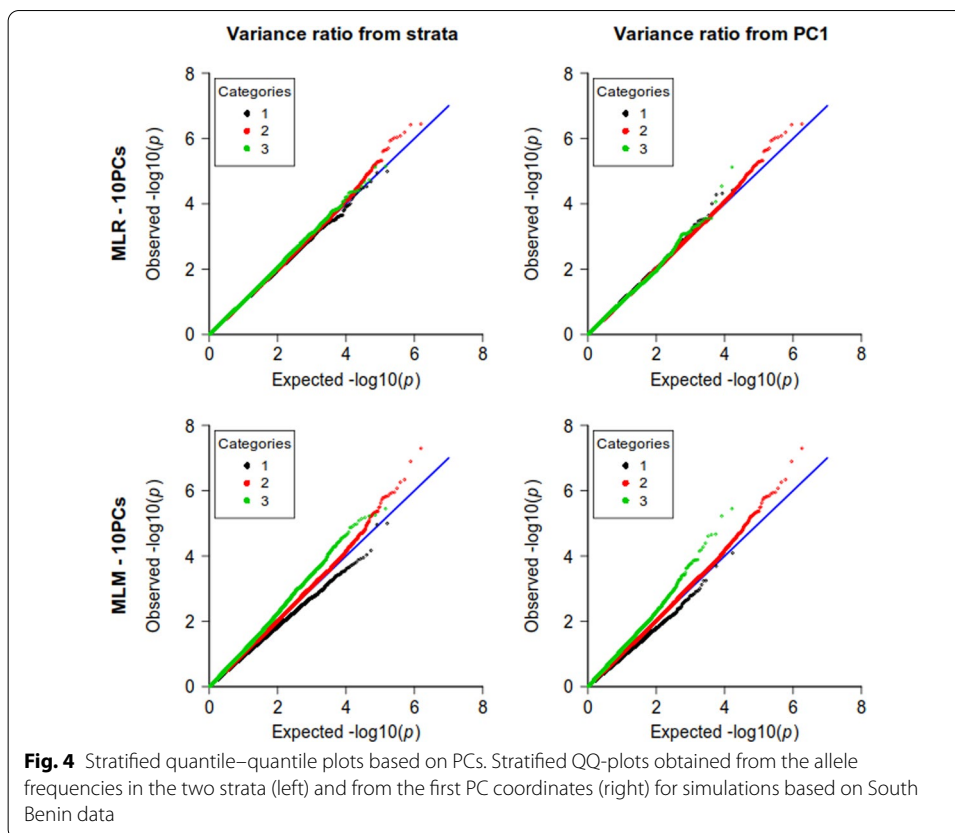 Variance ratio from strata
Variance ratio from PC1
MLR - 10PCs
Observed -log10(p)
8
6
4
2
0
Categories
1
2
3
0 2 4 6 8
Expected -log10(p)
Observed -log10(p)
8
6
4
2
0
Categories
1
2
3
0 2 4 6 8
Expected -log10(p)
MLM - 10PCs
Observed -log10(p)
8
6
4
2
0
Categories
1
2
3
0 2 4 6 8
Expected -log10(p)
Observed -log10(p)
8
6
4
2
0
Categories
1
2
3
0 2 4 6 8
Expected -log10(p)
Fig. 4 Stratified quantile–quantile plots based on PCs. Stratified QQ-plots obtained from the allele
frequencies in the two strata (left) and from the first PC coordinates (right) for simulations based on South
Benin data